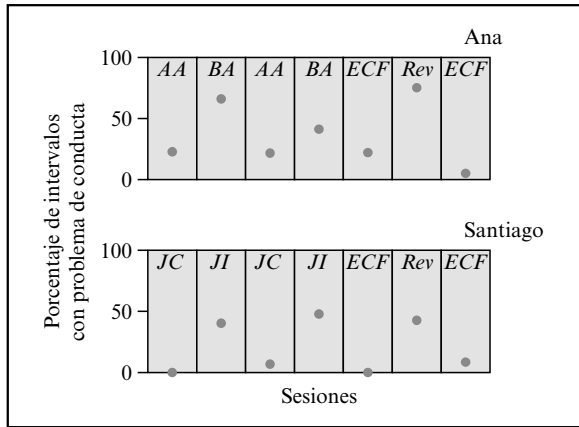 Ana
100
AA BA AA BA ECF Rev ECF
50
0
Porcentaje de intervalos
con problema de conducta
Santiago
100
JC JI JC JI ECF Rev ECF
50
0
Sesiones